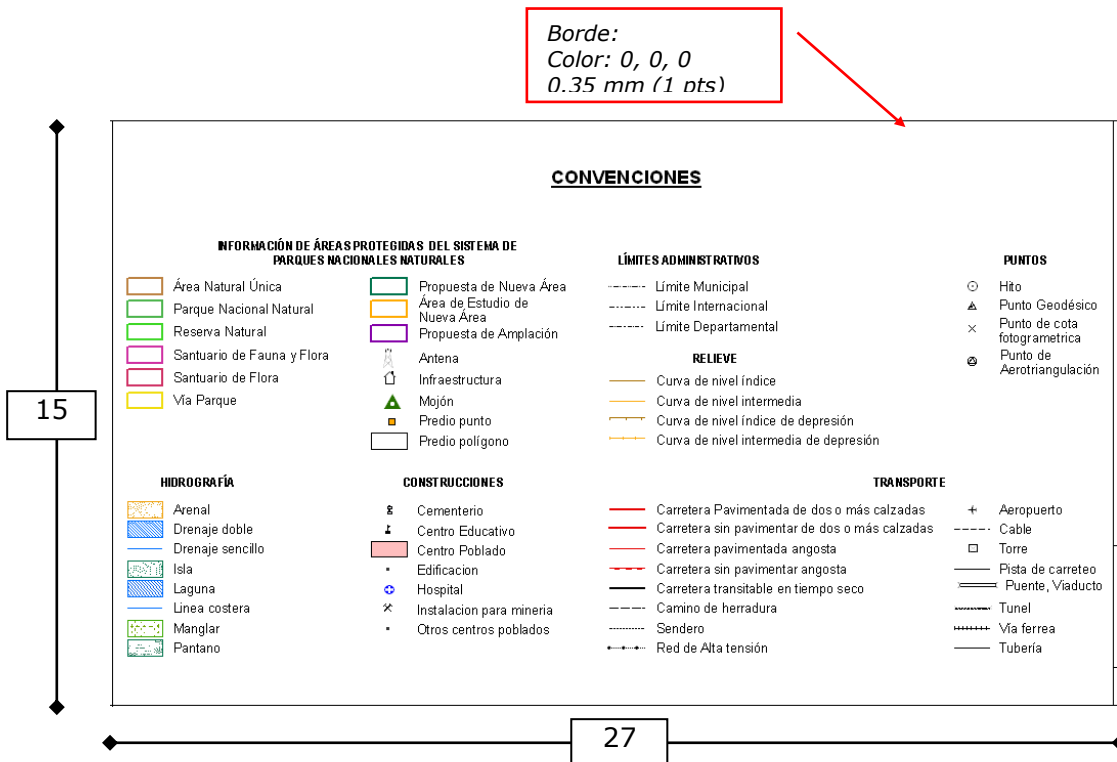 Borde:
Color: 0, 0, 0
0.35 mm (1 pts)
CONVENCIONES
INFORMACIÓN DE ÁREAS PROTEGIDAS DEL SISTEMA DE
PARQUES NACIONALES NATURALES
Área Natural Única
Parque Nacional Natural
Reserva Natural
Santuario de Fauna y Flora
Santuario de Flora
Vía Parque
Propuesta de Nueva Área
Área de Estudio de
Nueva Área
Propuesta de Amplación
Antena
Infraestructura
Mojón
Predio punto
Predio polígono
LÍMITES ADMINISTRATIVOS
Límite Municipal
Límite Internacional
Límite Departamental
RELIEVE
Curva de nivel índice
Curva de nivel intermedia
Curva de nivel índice de depresión
Curva de nivel intermedia de depresión
PUNTOS
Hito
Punto Geodésico
Punto de cota
fotogrametrica
Punto de
Aerotriangulación
15
HIDROGRAFÍA
Arenal
Drenaje doble
Drenaje sencillo
Isla
Laguna
Linea costera
Manglar
Pantano
CONSTRUCCIONES
Cementerio
Centro Educativo
Centro Poblado
Edificacion
Hospital
Instalacion para mineria
Otros centros poblados
TRANSPORTE
Carretera Pavimentada de dos o más calzadas
Carretera sin pavimentar de dos o más calzadas
Carretera pavimentada angosta
Carretera sin pavimentar angosta
Carretera transitable en tiempo seco
Camino de herradura
Sendero
Red de Alta tensión
Aeropuerto
Cable
Torre
Pista de carreteo
Puente, Viaducto
Tunel
Vía ferrea
Tubería
27